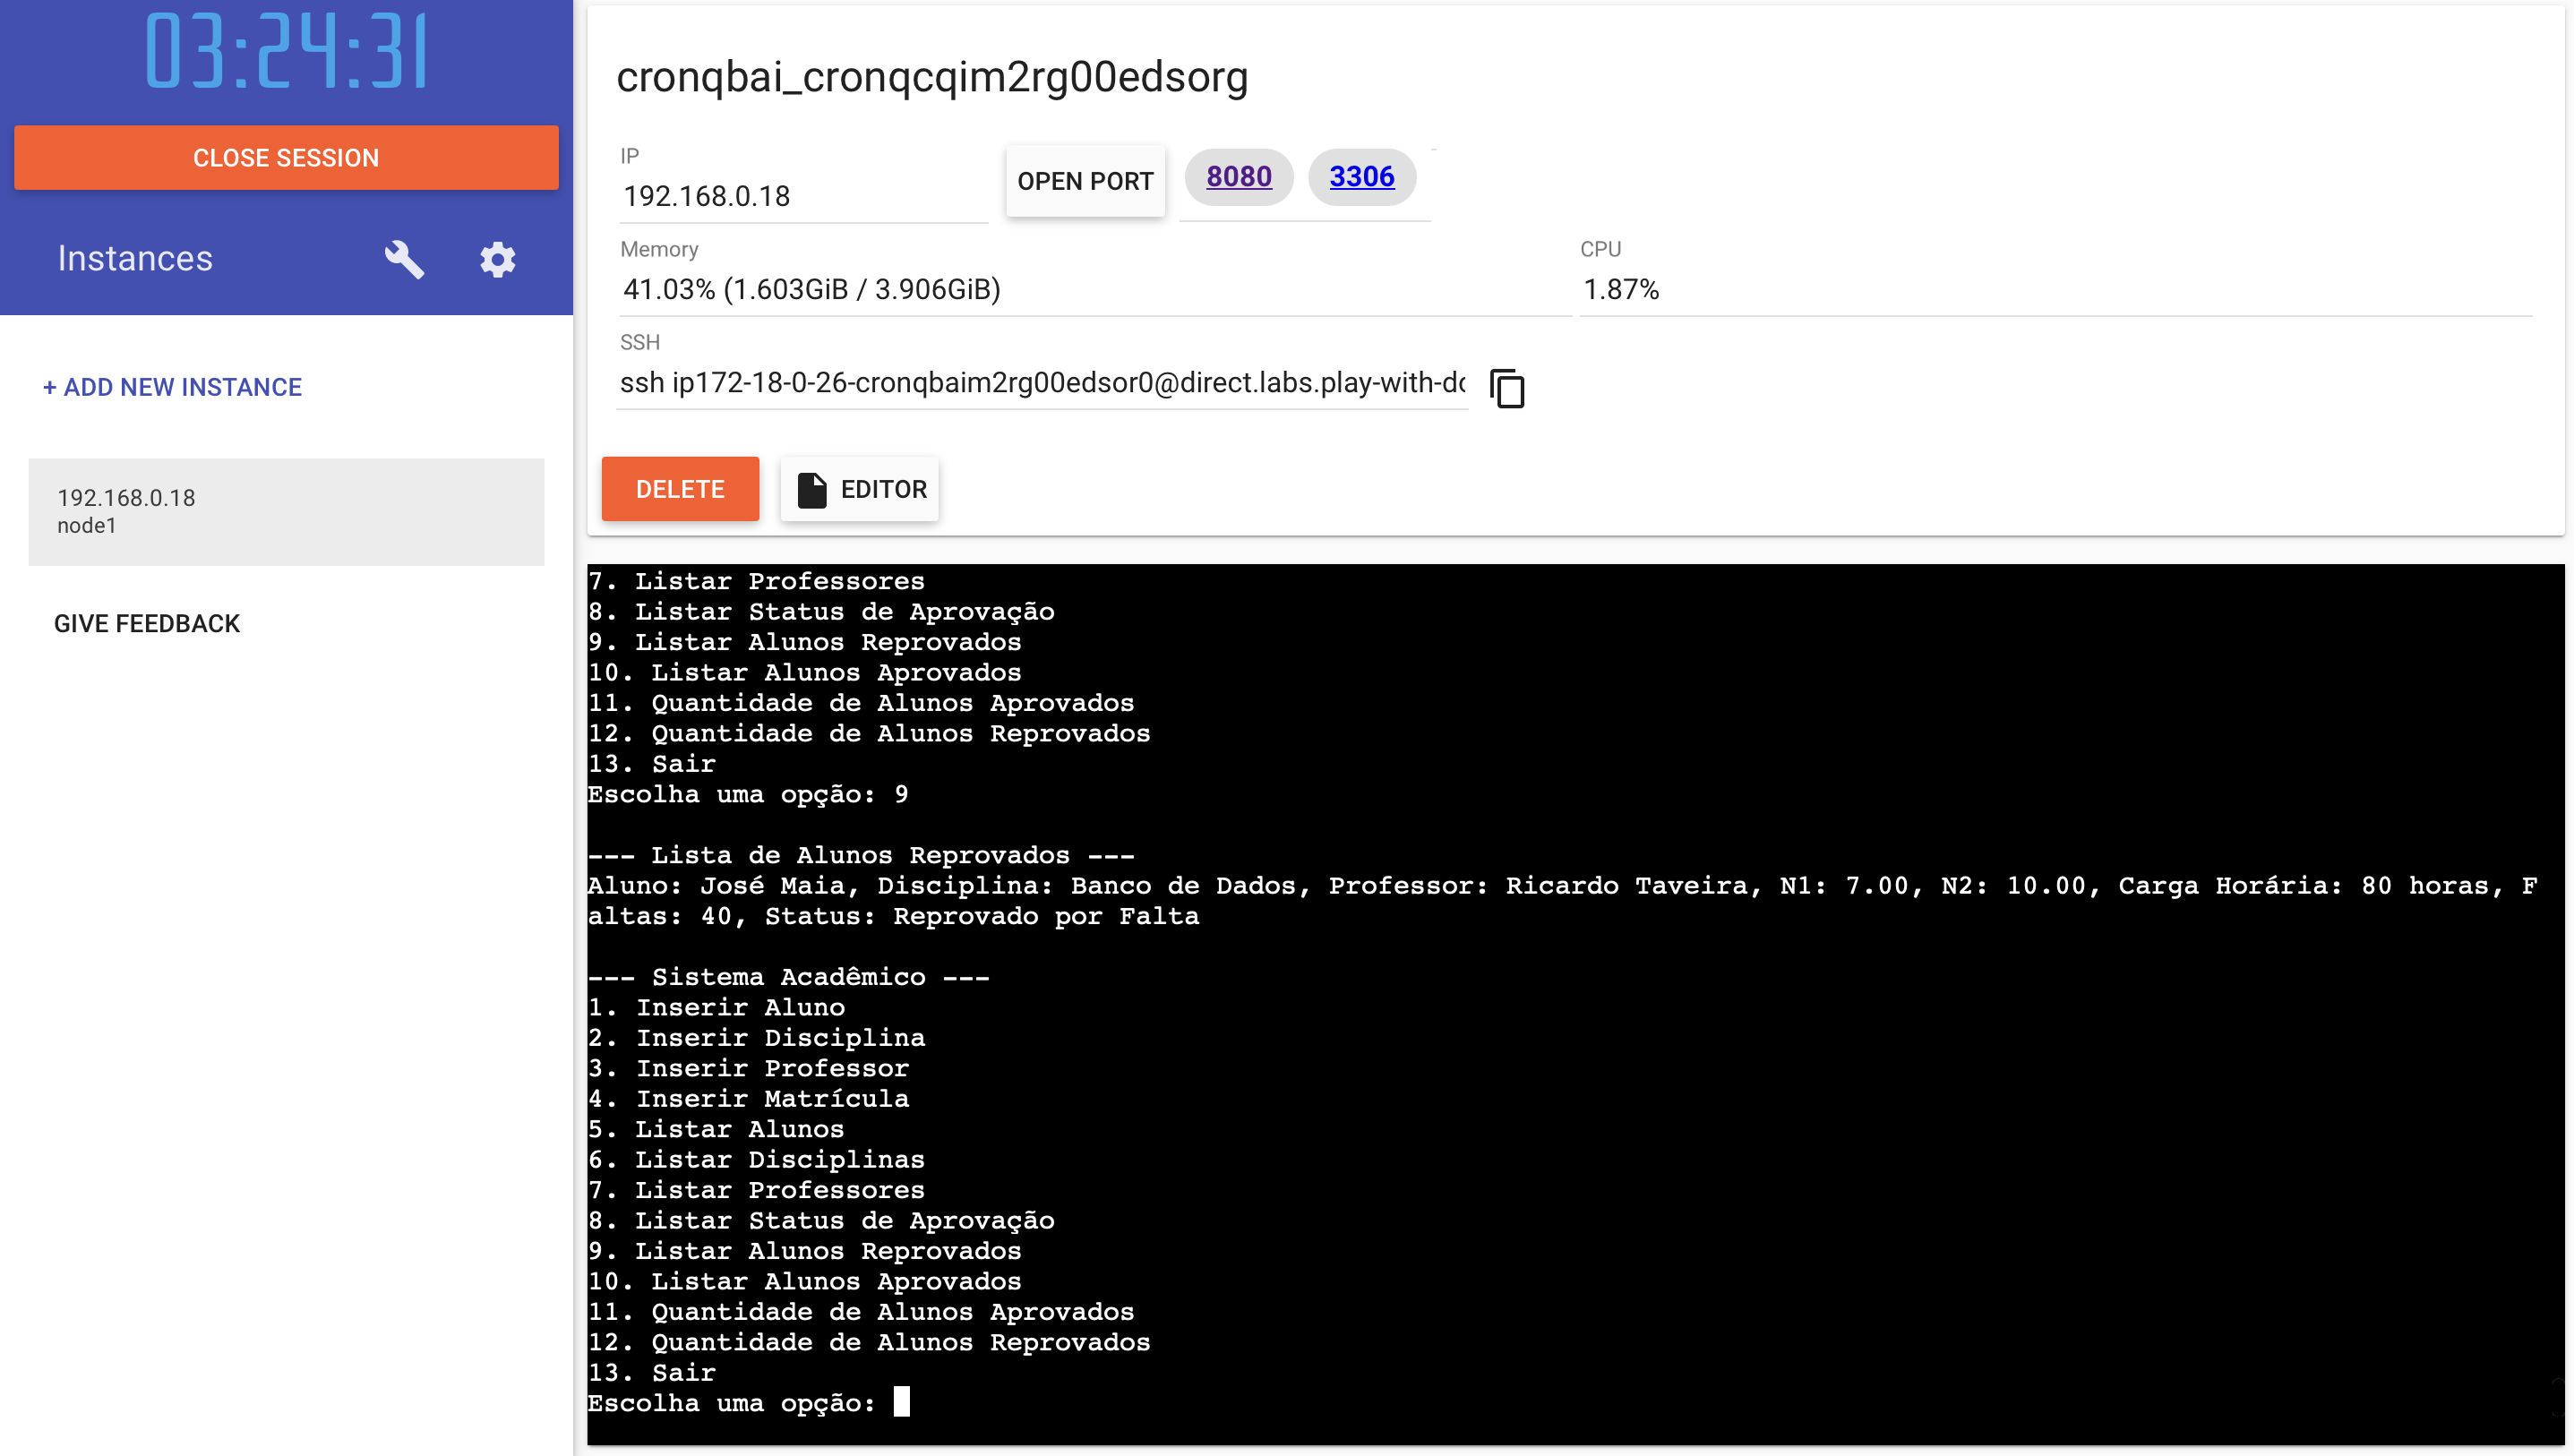 03:24:31
CLOSE SESSION
Instances
+ ADD NEW INSTANCE
192.168.0.18
node1
GIVE FEEDBACK
cronqbai_cronqcqim2rg00edsorg
IP
192.168.0.18
OPEN PORT
8080
3306
Memory
41.03% (1.603GiB / 3.906GiB)
CPU
1.87%
SSH
ssh ip172-18-0-26-cronqbaim2rg00edsor0@direct.labs.play-with-do
DELETE
EDITOR
7. Listar Professores
8. Listar Status de Aprovação
9. Listar Alunos Reprovados
10. Listar Alunos Aprovados
11. Quantidade de Alunos Aprovados
12. Quantidade de Alunos Reprovados
13. Sair
Escolha uma opção: 9
--- Lista de Alunos Reprovados ---
Aluno: José Maia, Disciplina: Banco de Dados, Professor: Ricardo Taveira, N1: 7.00, N2: 10.00, Carga Horária: 80 horas, F
altas: 40, Status: Reprovado por Falta
--- Sistema Acadêmico ---
1. Inserir Aluno
2. Inserir Disciplina
3. Inserir Professor
4. Inserir Matrícula
5. Listar Alunos
6. Listar Disciplinas
7. Listar Professores
8. Listar Status de Aprovação
9. Listar Alunos Reprovados
10. Listar Alunos Aprovados
11. Quantidade de Alunos Aprovados
12. Quantidade de Alunos Reprovados
13. Sair
Escolha uma opção: